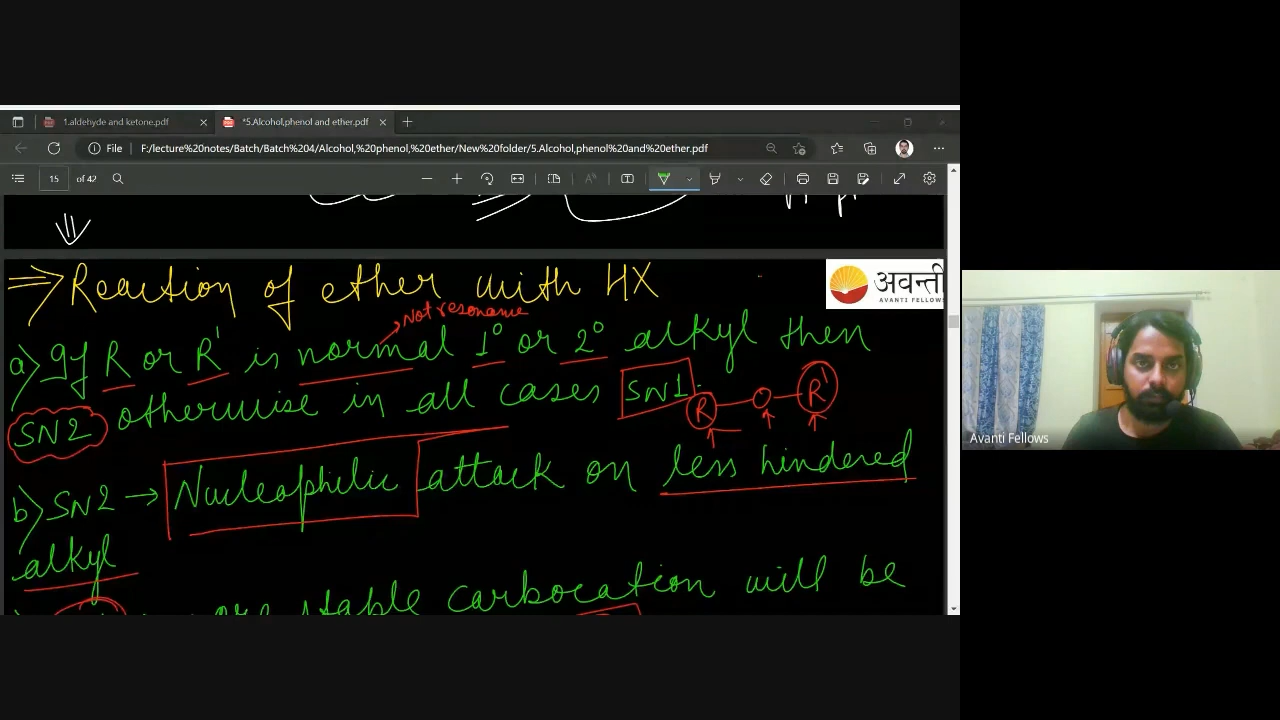 1.aldehyde and ketone.pdf
*5.Alcohol,phenol and ether.pdf
File
F:/lecture%20notes/Batch/Batch%204/Alcohol,%20phenol,%20ether/New folder/5.Alcohol,phenol%20and%20ether.pdf
15 of 42
⇒ Reaction of ether with HX
अवन्ती
AVANTI FELLOWS
→ Not resoname
a) If R or R' is normal 1° or 2° alkyl then
SN2 otherwise in all cases SN1.
R — O — R'
b) SN2 → Nucleophilic attack on less hindered
alkyl
stable carbocation will be
Avanti Fellows